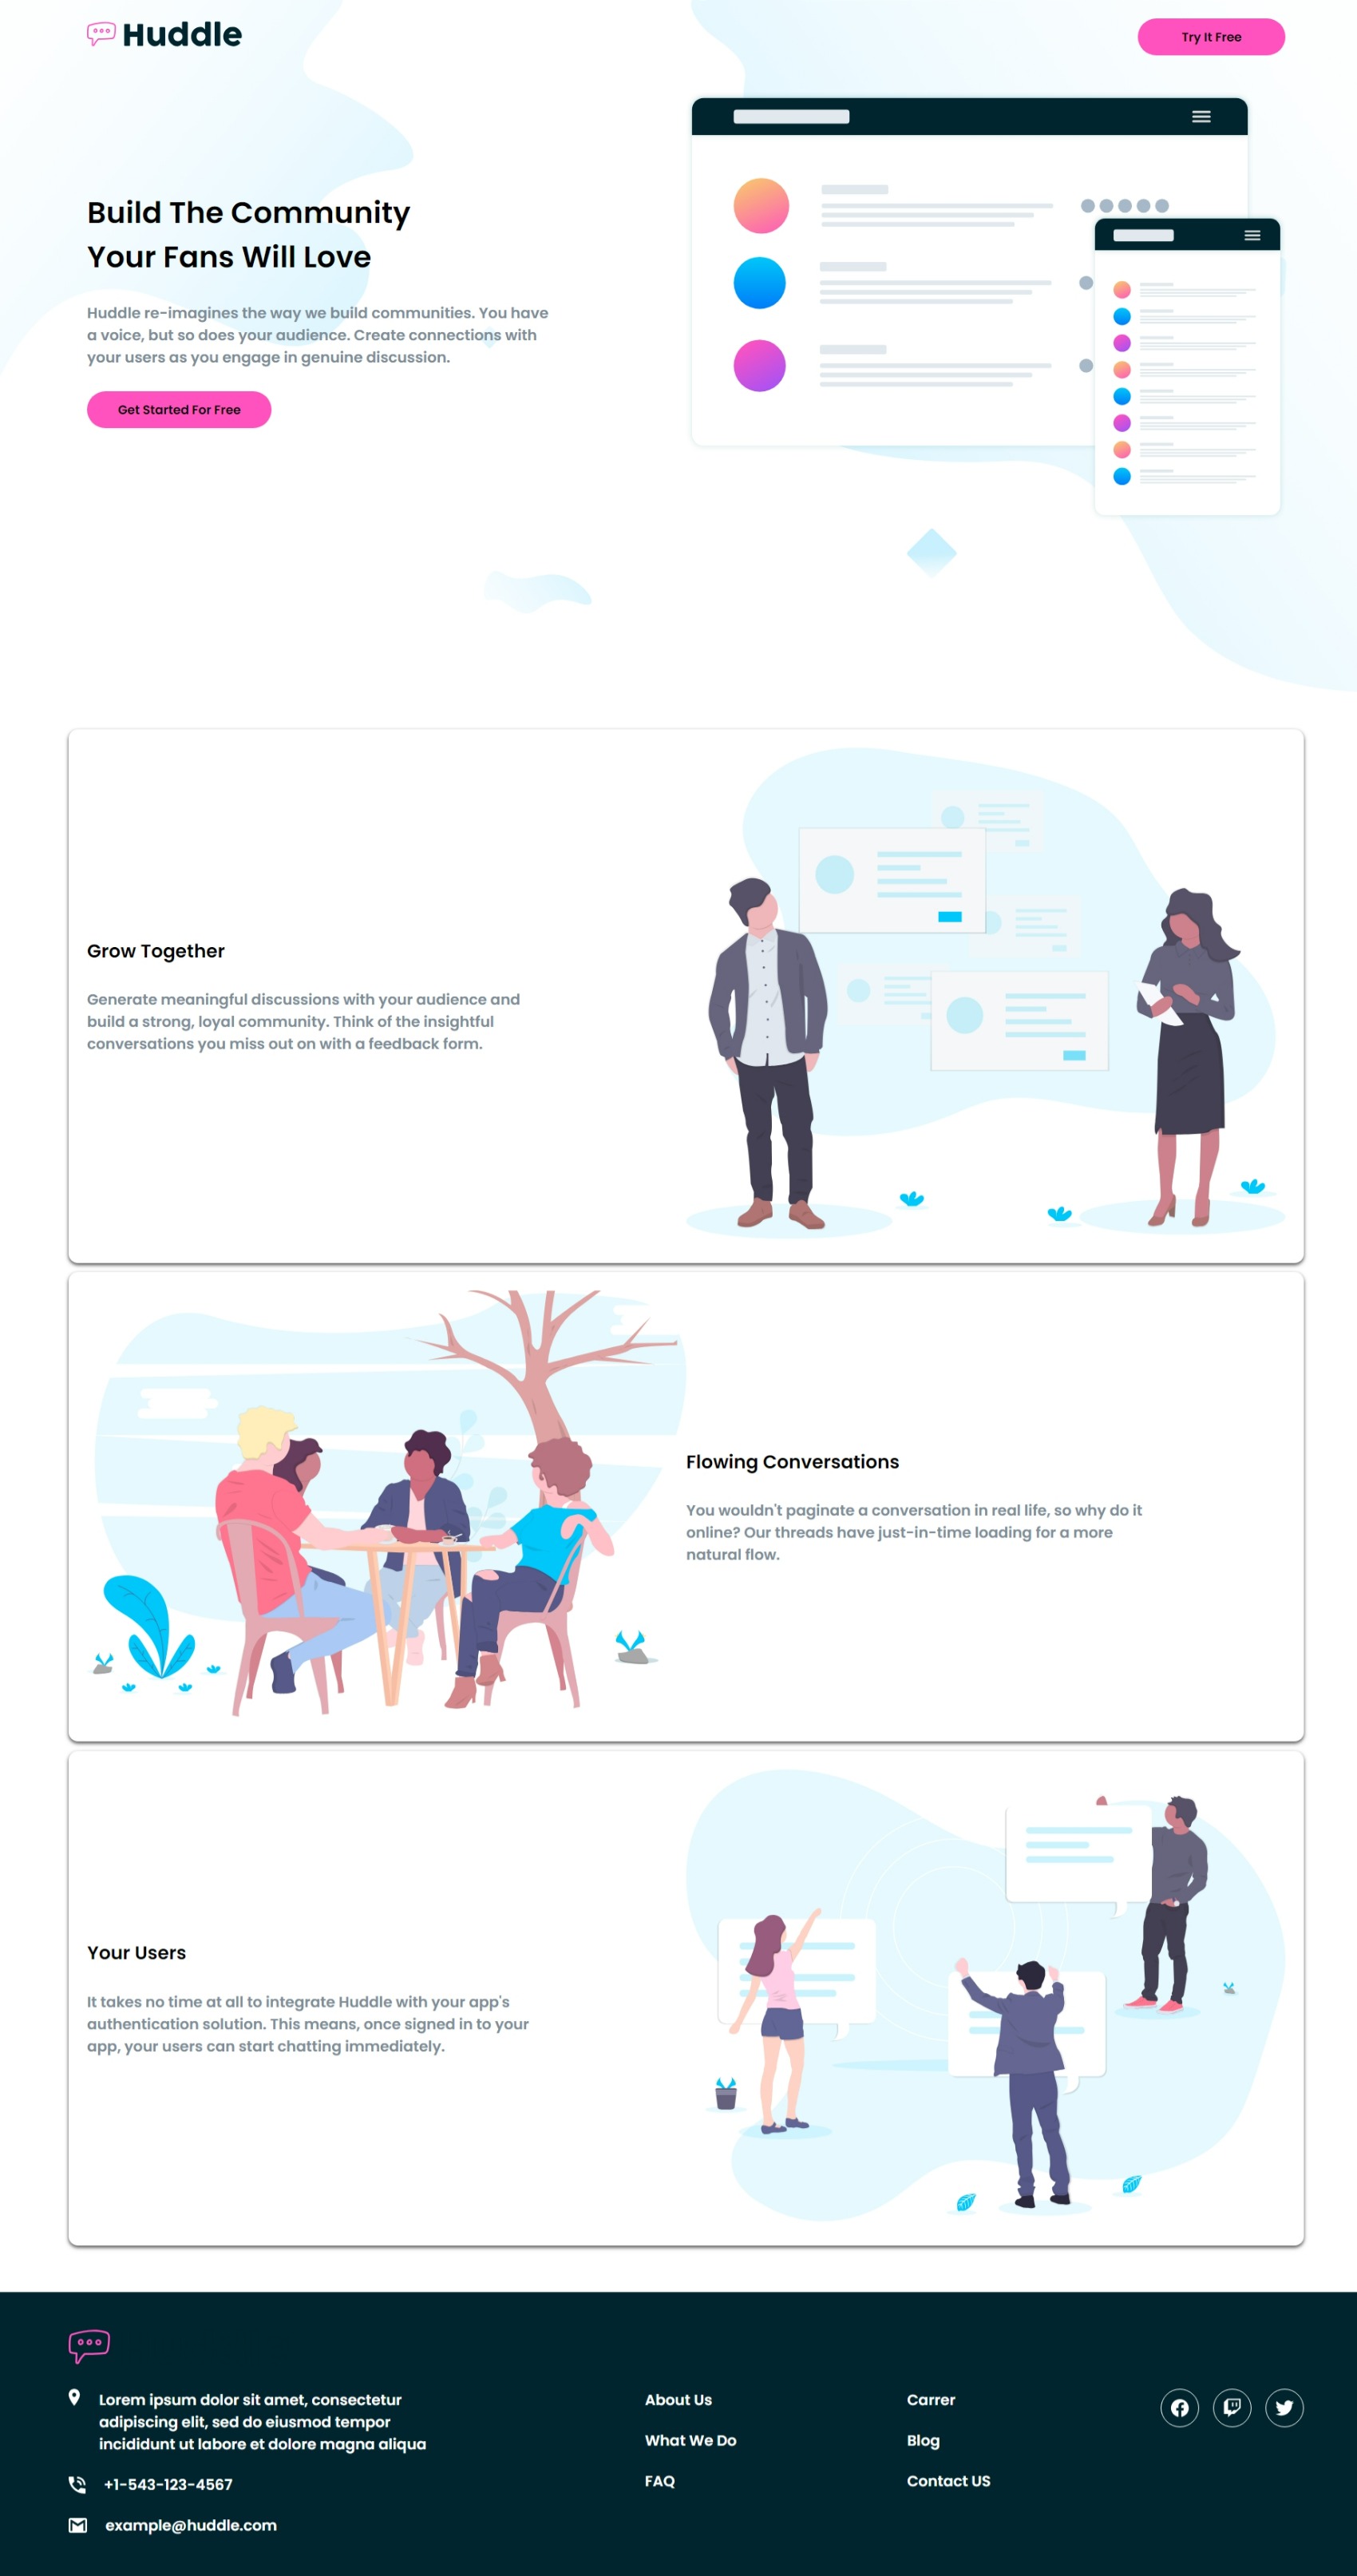 Huddle
Try It Free
Build The Community
Your Fans Will Love
Huddle re-imagines the way we build communities. You have
a voice, but so does your audience. Create connections with
your users as you engage in genuine discussion.
Get Started For Free
Grow Together
Generate meaningful discussions with your audience and
build a strong, loyal community. Think of the insightful
conversations you miss out on with a feedback form.
Flowing Conversations
You wouldn't paginate a conversation in real life, so why do it
online? Our threads have just-in-time loading for a more
natural flow.
Your Users
It takes no time at all to integrate Huddle with your app's
authentication solution. This means, once signed in to your
app, your users can start chatting immediately.
Lorem ipsum dolor sit amet, consectetur
adipiscing elit, sed do eiusmod tempor
incididunt ut labore et dolore magna aliqua
+1-543-123-4567
example@huddle.com
About Us
What We Do
FAQ
Carrer
Blog
Contact US